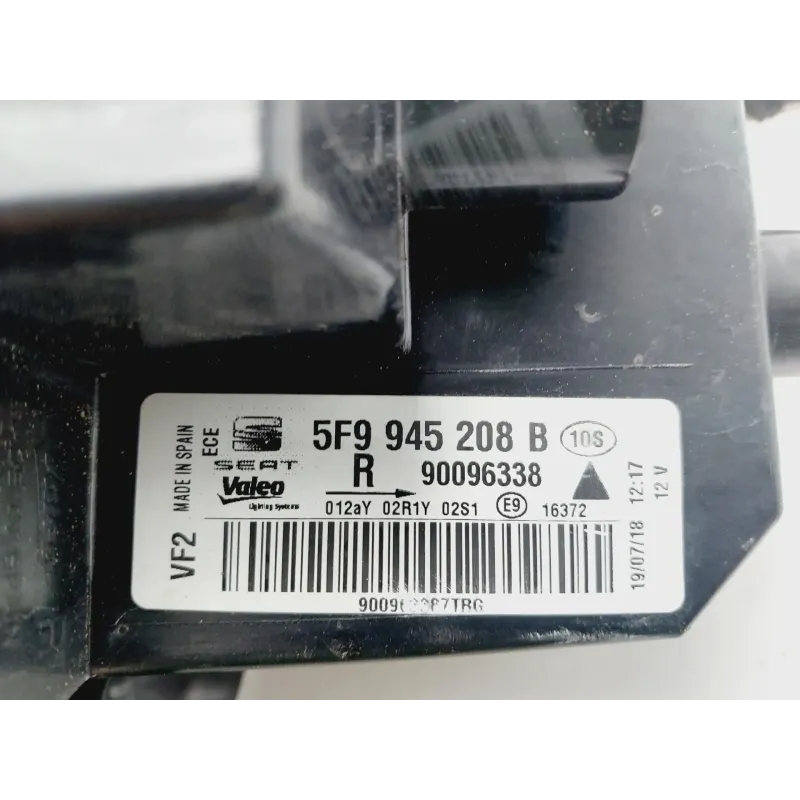 MADE IN SPAIN
VF2
ECE
SEAT
Valeo
Lighting Systems
5F9 945 208 B 10S
R 90096338
012aY 02R1Y 02S1 E9 16372
19/07/18 12:17
12 V